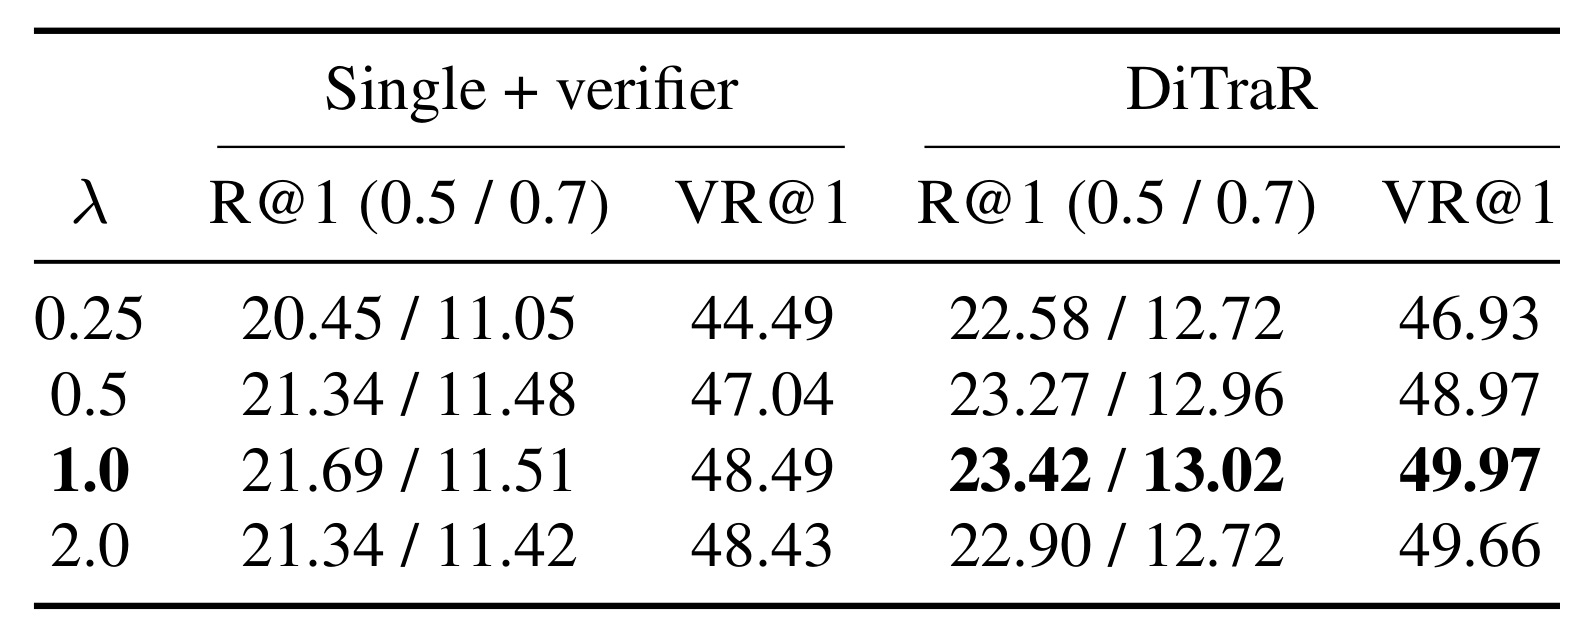 Single + verifier DiTraR
λ R@1 (0.5 / 0.7) VR@1 R@1 (0.5 / 0.7) VR@1
0.25 20.45 / 11.05 44.49 22.58 / 12.72 46.93
0.5 21.34 / 11.48 47.04 23.27 / 12.96 48.97
1.0 21.69 / 11.51 48.49 23.42 / 13.02 49.97
2.0 21.34 / 11.42 48.43 22.90 / 12.72 49.66